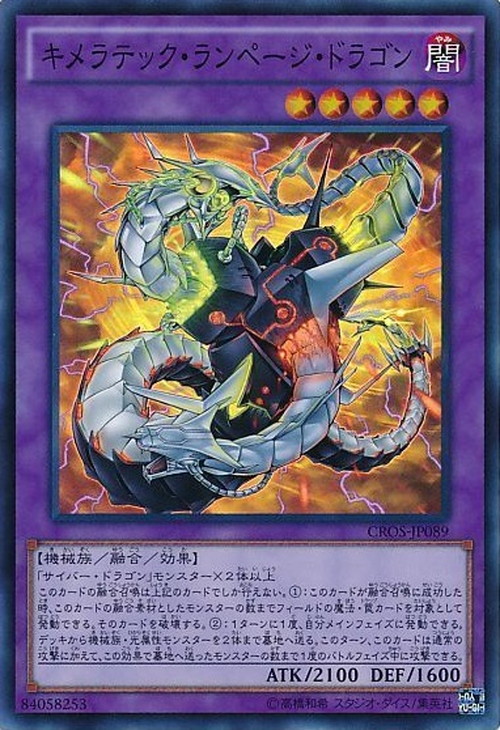 キメラテック・ランページ・ドラゴン
闇
CROS-JP089
【機械族／融合／効果】
「サイバー・ドラゴン」モンスター×2体以上
このカードの融合召喚は上記のカードでしか行えない。①：このカードが融合召喚に成功した
時、このカードの融合素材としたモンスターの数までフィールドの魔法・罠カードを対象として
発動できる。そのカードを破壊する。②：1ターンに1度、自分メインフェイズに発動できる。
デッキから機械族・光属性モンスターを2体まで墓地へ送る。このターン、このカードは通常の
攻撃に加えて、この効果で墓地へ送ったモンスターの数まで1度のバトルフェイズ中に攻撃できる。
ATK/2100 DEF/1600
84058253
©高橋和希 スタジオ・ダイス/集英社